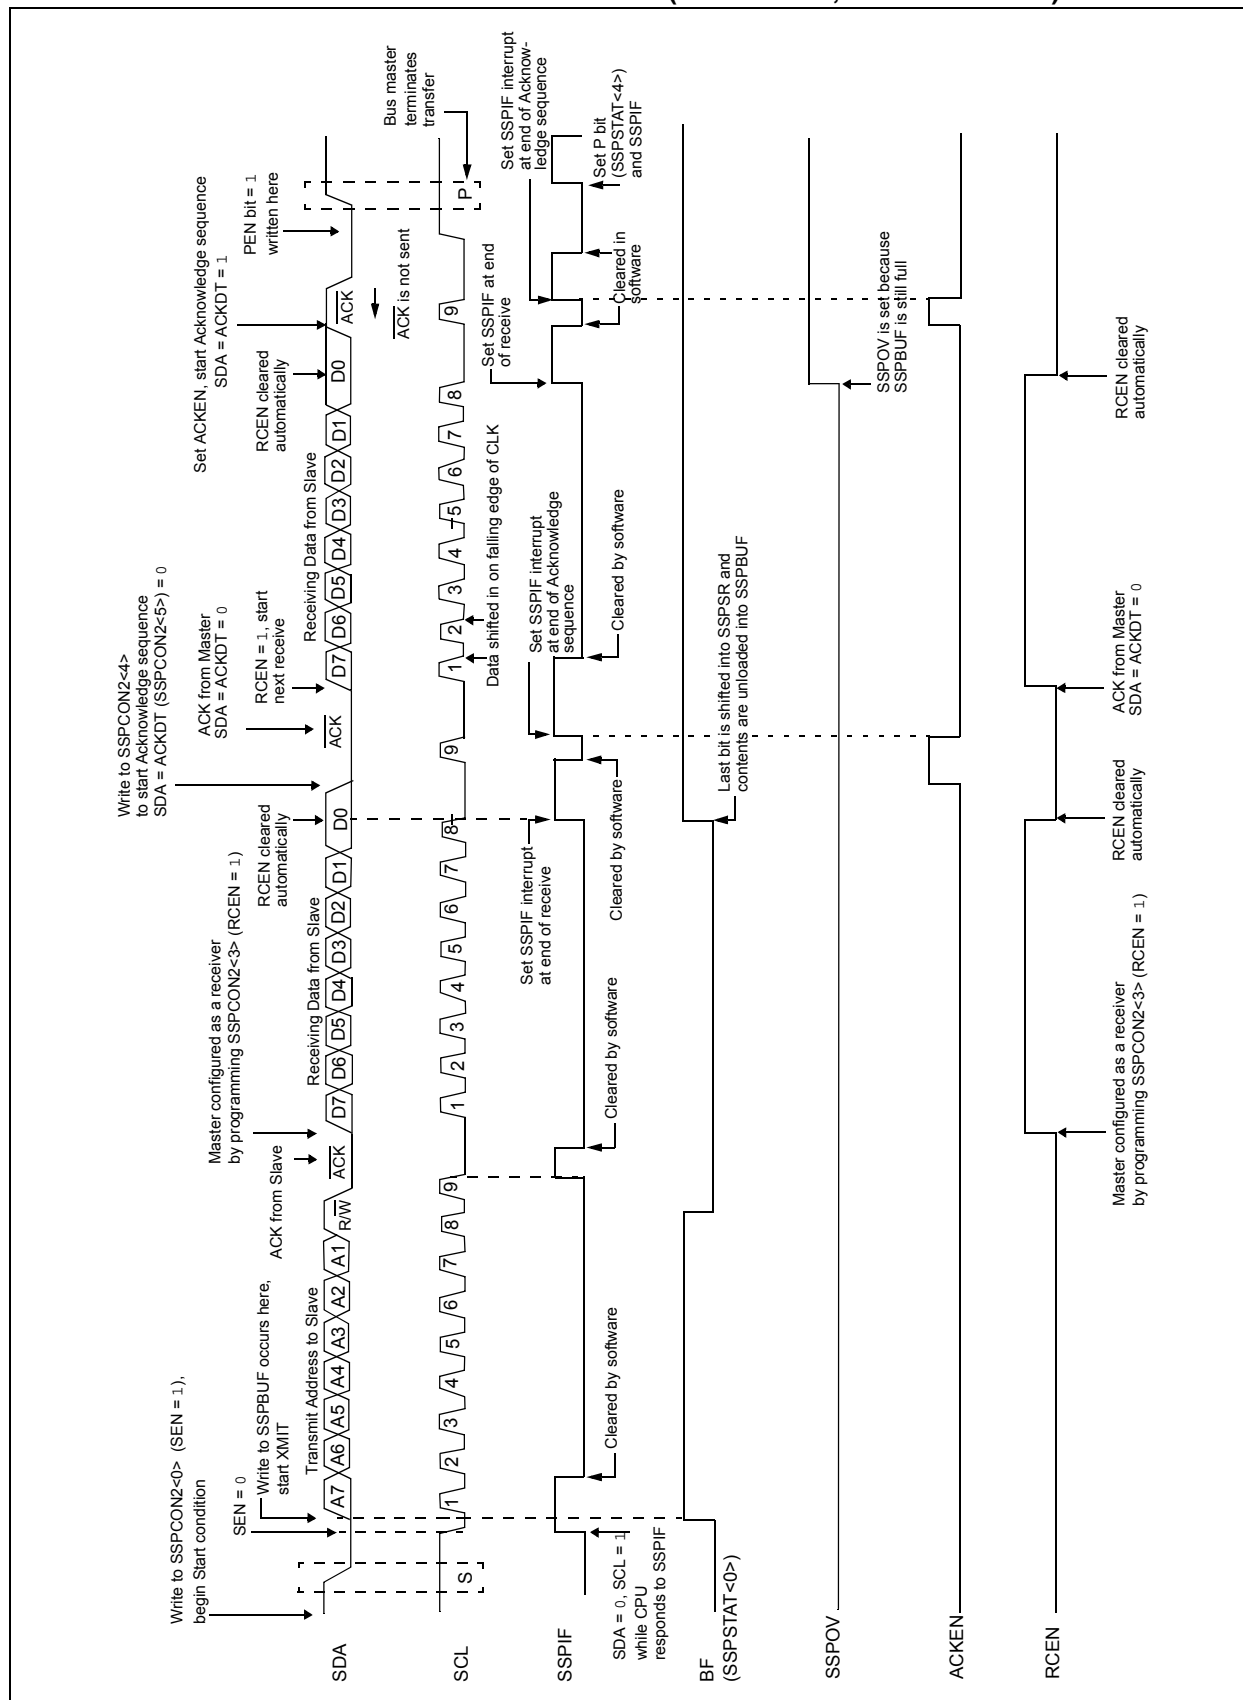 Write to SSPCON2<0> (SEN = 1),
begin Start condition
SEN = 0
Write to SSPBUF occurs here,
start XMIT
ACK from Slave
Master configured as a receiver
by programming SSPCON2<3> (RCEN = 1)
RCEN cleared
automatically
Write to SSPCON2<4>
to start Acknowledge sequence
SDA = ACKDT (SSPCON2<5>) = 0
ACK from Master
SDA = ACKDT = 0
RCEN = 1, start
next receive
RCEN cleared
automatically
Set ACKEN, start Acknowledge sequence
SDA = ACKDT = 1
PEN bit = 1
written here
Transmit Address to Slave
Receiving Data from Slave
Receiving Data from Slave
SDA
A7 A6 A5 A4 A3 A2 A1 R/W ACK D7 D6 D5 D4 D3 D2 D1 D0 ACK D7 D6 D5 D4 D3 D2 D1 D0 ACK
ACK is not sent
Bus master
terminates
transfer
SCL
S 1 2 3 4 5 6 7 8 9 1 2 3 4 5 6 7 8 9 1 2 3 4 5 6 7 8 9 P
Data shifted in on falling edge of CLK
Set SSPIF interrupt
at end of receive
Set SSPIF interrupt
at end of Acknowledge
sequence
Set SSPIF at end
of receive
Set SSPIF interrupt
at end of Acknow-
ledge sequence
SSPIF
SDA = 0, SCL = 1
while CPU
responds to SSPIF
Cleared by software
Cleared by software
Cleared by software
Cleared by software
Cleared in
software
Set P bit
(SSPSTAT<4>)
and SSPIF
BF
(SSPSTAT<0>)
Last bit is shifted into SSPSR and
contents are unloaded into SSPBUF
SSPOV
SSPOV is set because
SSPBUF is still full
ACKEN
RCEN
Master configured as a receiver
by programming SSPCON2<3> (RCEN = 1)
RCEN cleared
automatically
ACK from Master
SDA = ACKDT = 0
RCEN cleared
automatically